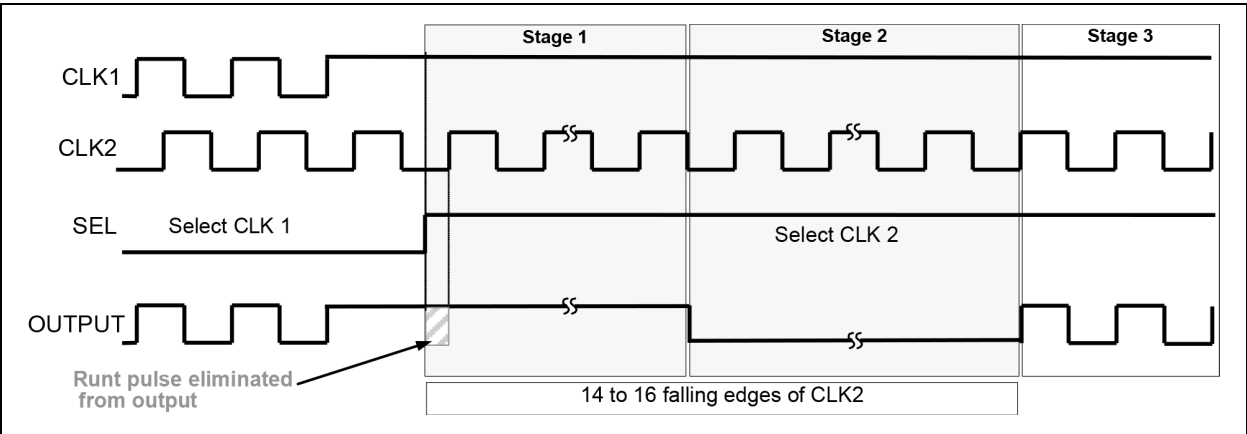 Stage 1
Stage 2
Stage 3
CLK1
CLK2
SEL
Select CLK 1
Select CLK 2
OUTPUT
Runt pulse eliminated
from output
14 to 16 falling edges of CLK2